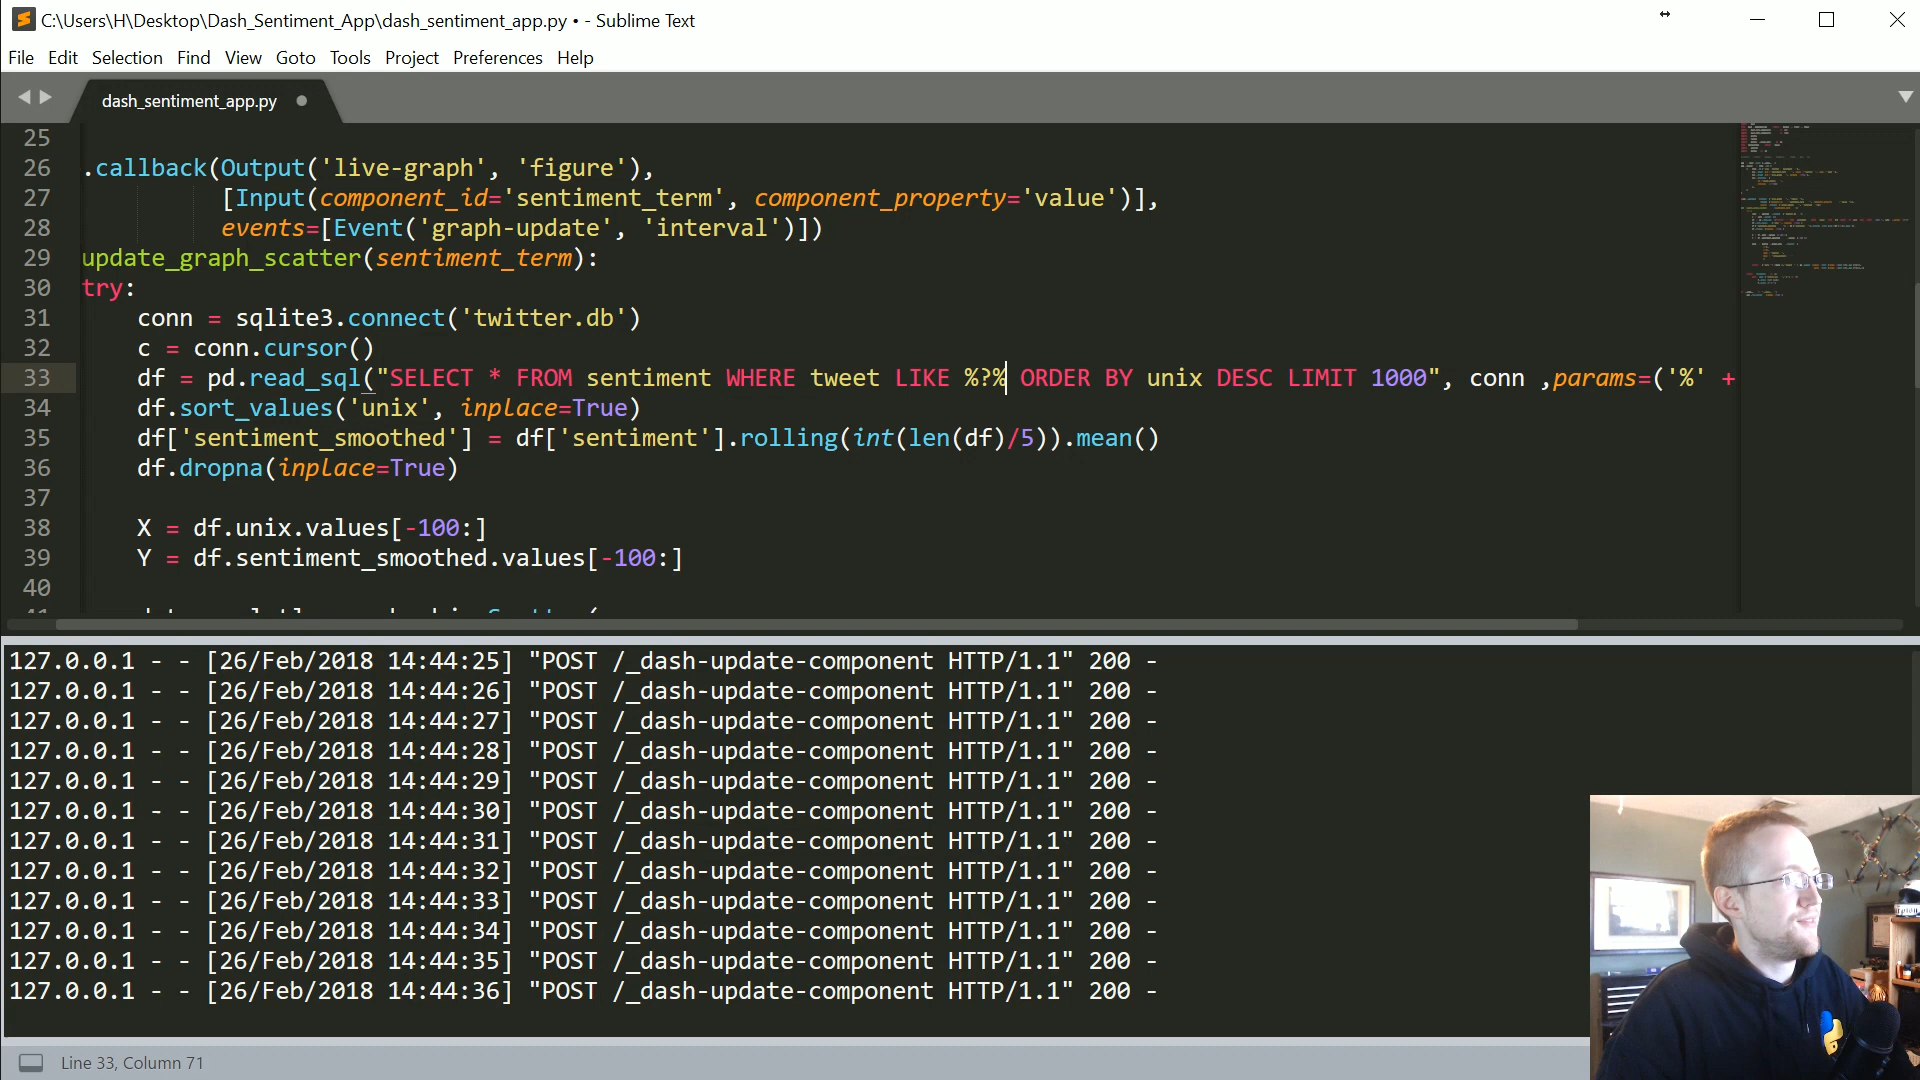 C:\Users\H\Desktop\Dash_Sentiment_App\dash_sentiment_app.py • - Sublime Text
File Edit Selection Find View Goto Tools Project Preferences Help
dash_sentiment_app.py
25
26 .callback(Output('live-graph', 'figure'),
27 [Input(component_id='sentiment_term', component_property='value')],
28 events=[Event('graph-update', 'interval')])
29 update_graph_scatter(sentiment_term):
30 try:
31 conn = sqlite3.connect('twitter.db')
32 c = conn.cursor()
33 df = pd.read_sql("SELECT * FROM sentiment WHERE tweet LIKE %?% ORDER BY unix DESC LIMIT 1000", conn ,params=('%' +
34 df.sort_values('unix', inplace=True)
35 df['sentiment_smoothed'] = df['sentiment'].rolling(int(len(df)/5)).mean()
36 df.dropna(inplace=True)
37
38 X = df.unix.values[-100:]
39 Y = df.sentiment_smoothed.values[-100:]
40
127.0.0.1 - - [26/Feb/2018 14:44:25] "POST /_dash-update-component HTTP/1.1" 200 -
127.0.0.1 - - [26/Feb/2018 14:44:26] "POST /_dash-update-component HTTP/1.1" 200 -
127.0.0.1 - - [26/Feb/2018 14:44:27] "POST /_dash-update-component HTTP/1.1" 200 -
127.0.0.1 - - [26/Feb/2018 14:44:28] "POST /_dash-update-component HTTP/1.1" 200 -
127.0.0.1 - - [26/Feb/2018 14:44:29] "POST /_dash-update-component HTTP/1.1" 200 -
127.0.0.1 - - [26/Feb/2018 14:44:30] "POST /_dash-update-component HTTP/1.1" 200 -
127.0.0.1 - - [26/Feb/2018 14:44:31] "POST /_dash-update-component HTTP/1.1" 200 -
127.0.0.1 - - [26/Feb/2018 14:44:32] "POST /_dash-update-component HTTP/1.1" 200 -
127.0.0.1 - - [26/Feb/2018 14:44:33] "POST /_dash-update-component HTTP/1.1" 200 -
127.0.0.1 - - [26/Feb/2018 14:44:34] "POST /_dash-update-component HTTP/1.1" 200 -
127.0.0.1 - - [26/Feb/2018 14:44:35] "POST /_dash-update-component HTTP/1.1" 200 -
127.0.0.1 - - [26/Feb/2018 14:44:36] "POST /_dash-update-component HTTP/1.1" 200 -
Line 33, Column 71